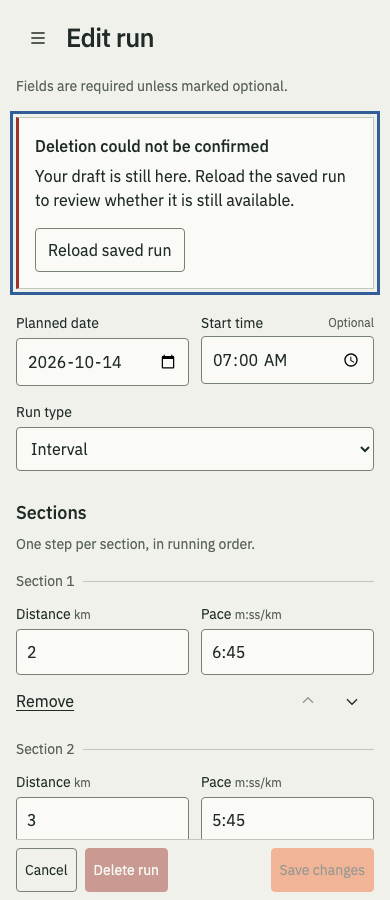 Edit run
Fields are required unless marked optional.
Deletion could not be confirmed
Your draft is still here. Reload the saved run
to review whether it is still available.
Reload saved run
Planned date
Start time Optional
2026-10-14
07:00 AM
Run type
Interval
Sections
One step per section, in running order.
Section 1
Distance km
Pace m:ss/km
2
6:45
Remove
Section 2
Distance km
Pace m:ss/km
3
5:45
Cancel
Delete run
Save changes